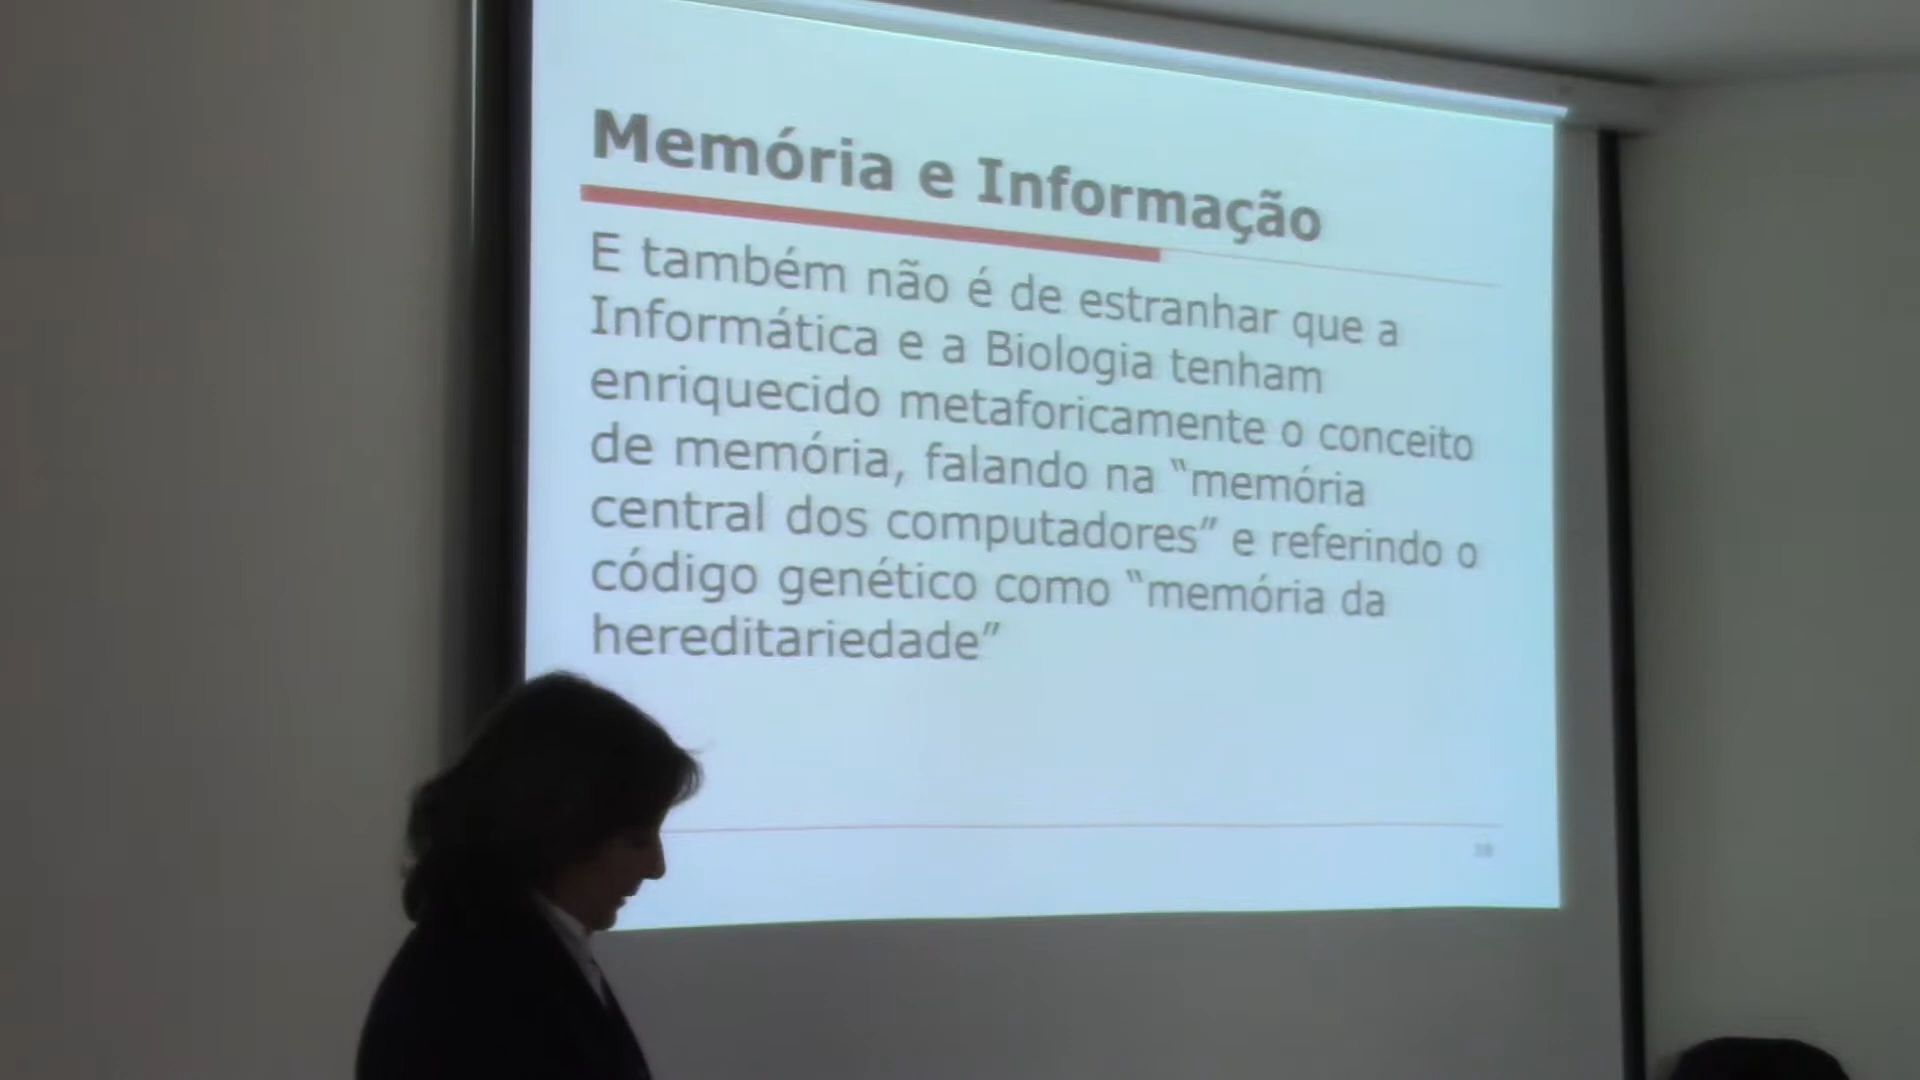 Memória e Informação
E também não é de estranhar que a
Informática e a Biologia tenham
enriquecido metaforicamente o conceito
de memória, falando na “memória
central dos computadores” e referindo o
código genético como “memória da
hereditariedade”